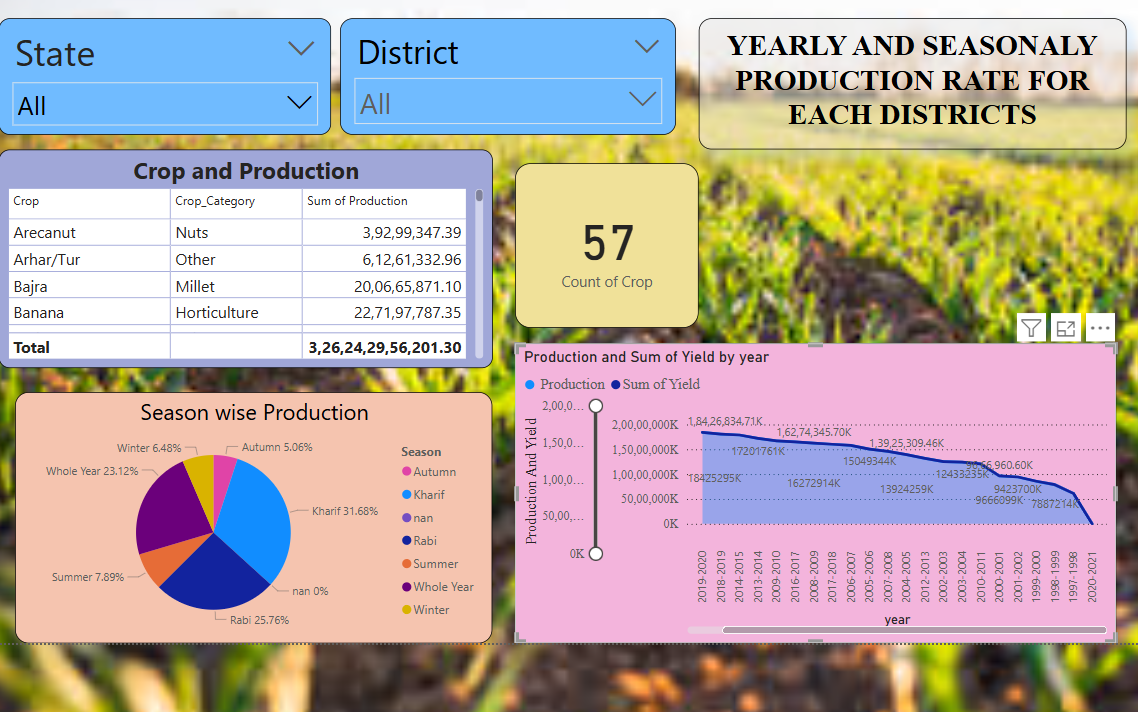 State
All
District
All
YEARLY AND SEASONALY
PRODUCTION RATE FOR
EACH DISTRICTS
Crop and Production
Crop Crop_Category Sum of Production
Arecanut Nuts 3,92,99,347.39
Arhar/Tur Other 6,12,61,332.96
Bajra Millet 20,06,65,871.10
Banana Horticulture 22,71,97,787.35
Total 3,26,24,29,56,201.30
57
Count of Crop
Season wise Production
Winter 6.48%
Autumn 5.06%
Whole Year 23.12%
Kharif 31.68%
Summer 7.89%
nan 0%
Rabi 25.76%
Season
Autumn
Kharif
nan
Rabi
Summer
Whole Year
Winter
Production and Sum of Yield by year
Production Sum of Yield
Production And Yield
2,00,0...
1,50,0...
1,00,0...
50,00,...
0K
2,00,00,000K
1,50,00,000K
1,00,00,000K
50,00,000K
0K
1,84,26,834.71K
1,62,74,345.70K
1,39,25,309.46K
18425295K
17201761K
16272914K
15049344K
13924259K
12433235K
9666099K
9423700K
7887214K
2019-2020
2018-2019
2014-2015
2013-2014
2009-2010
2016-2017
2008-2009
2017-2018
2006-2007
2005-2006
2007-2008
2004-2005
2012-2013
2002-2003
2003-2004
2010-2011
2000-2001
2001-2002
1999-2000
1998-1999
1997-1998
2020-2021
year